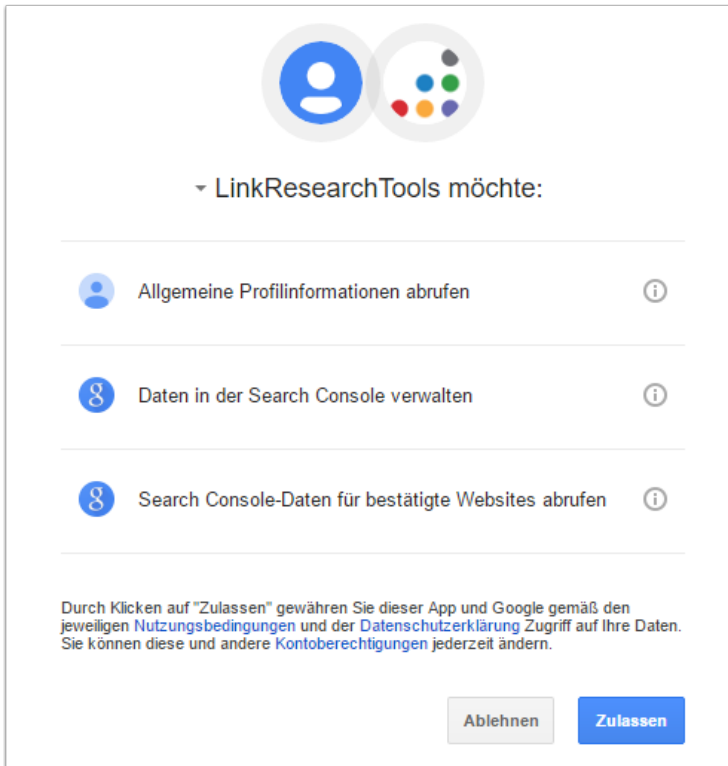 LinkResearchTools möchte:
Allgemeine Profilinformationen abrufen
Daten in der Search Console verwalten
Search Console-Daten für bestätigte Websites abrufen
Durch Klicken auf "Zulassen" gewähren Sie dieser App und Google gemäß den
jeweiligen Nutzungsbedingungen und der Datenschutzerklärung Zugriff auf Ihre Daten.
Sie können diese und andere Kontoberechtigungen jederzeit ändern.
Ablehnen Zulassen